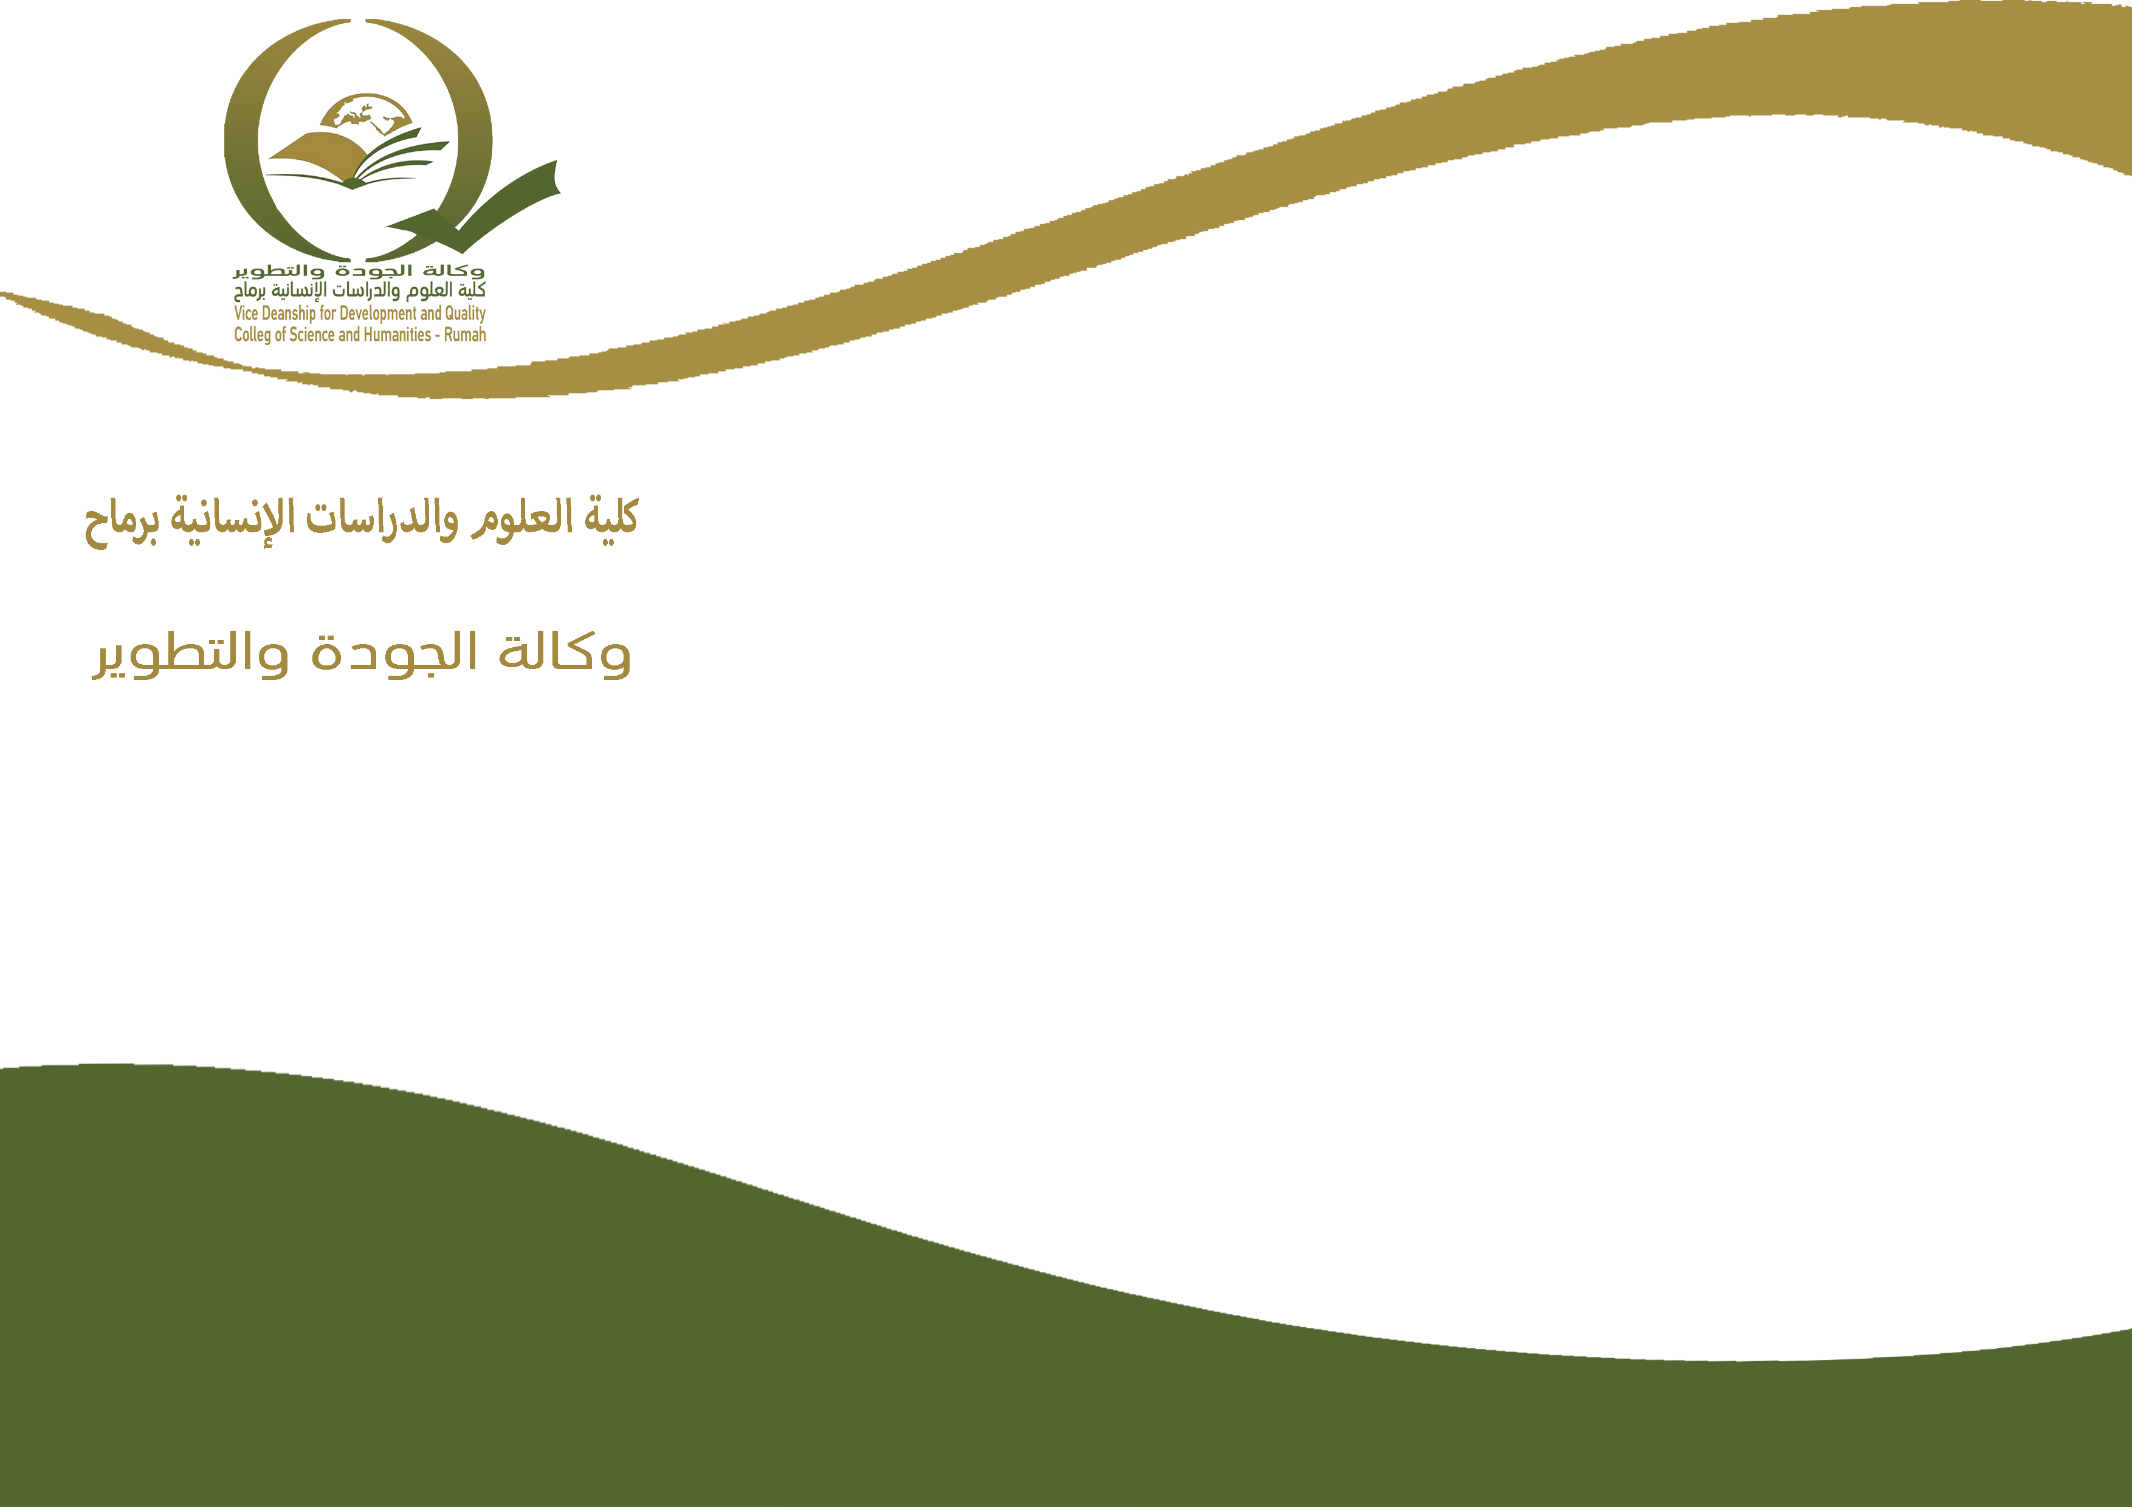 وكالة الجودة والتطوير
كلية العلوم والدراسات الإنسانية برماح
Vice Deanship for Development and Quality
Colleg of Science and Humanities - Rumah
كلية العلوم والدراسات الإنسانية برماح
وكالة الجودة والتطوير